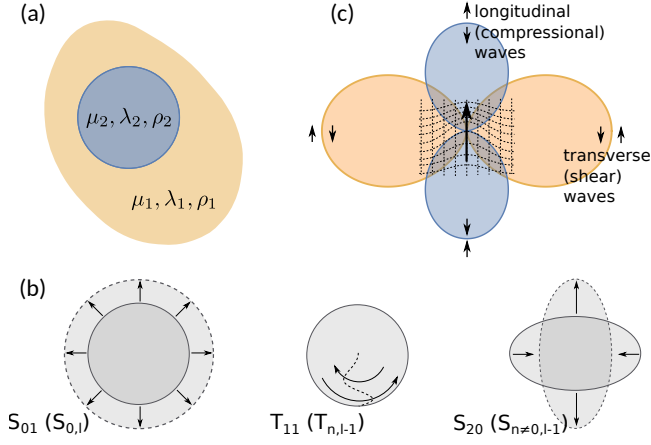 (a)
μ₂, λ₂, ρ₂
μ₁, λ₁, ρ₁
(c)
longitudinal
(compressional)
waves
transverse
(shear)
waves
(b)
S₀₁ (S₀,ₗ)
T₁₁ (Tₙ,ₗ₋₁)
S₂₀ (Sₙ≠₀,ₗ₋₁)